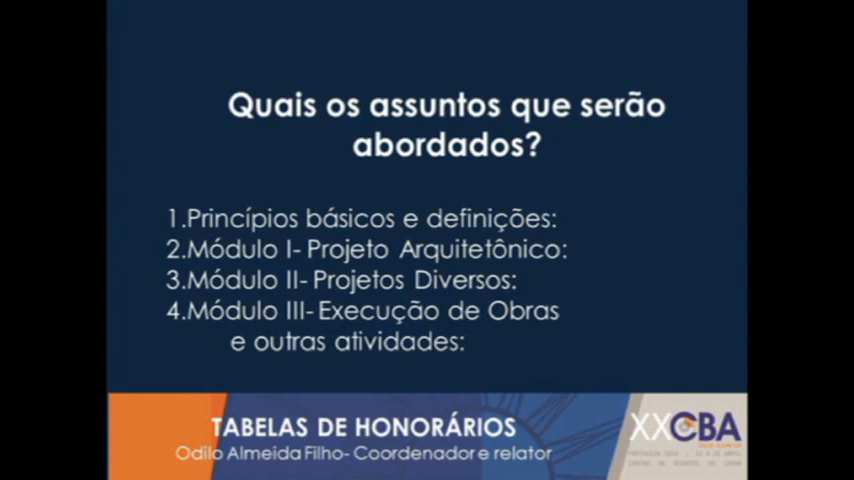 Quais os assuntos que serão
abordados?
1.Princípios básicos e definições:
2.Módulo I- Projeto Arquitetônico:
3.Módulo II- Projetos Diversos:
4.Módulo III- Execução de Obras
e outras atividades:
TABELAS DE HONORÁRIOS
Odilo Almeida Filho- Coordenador e relator
XXCBA